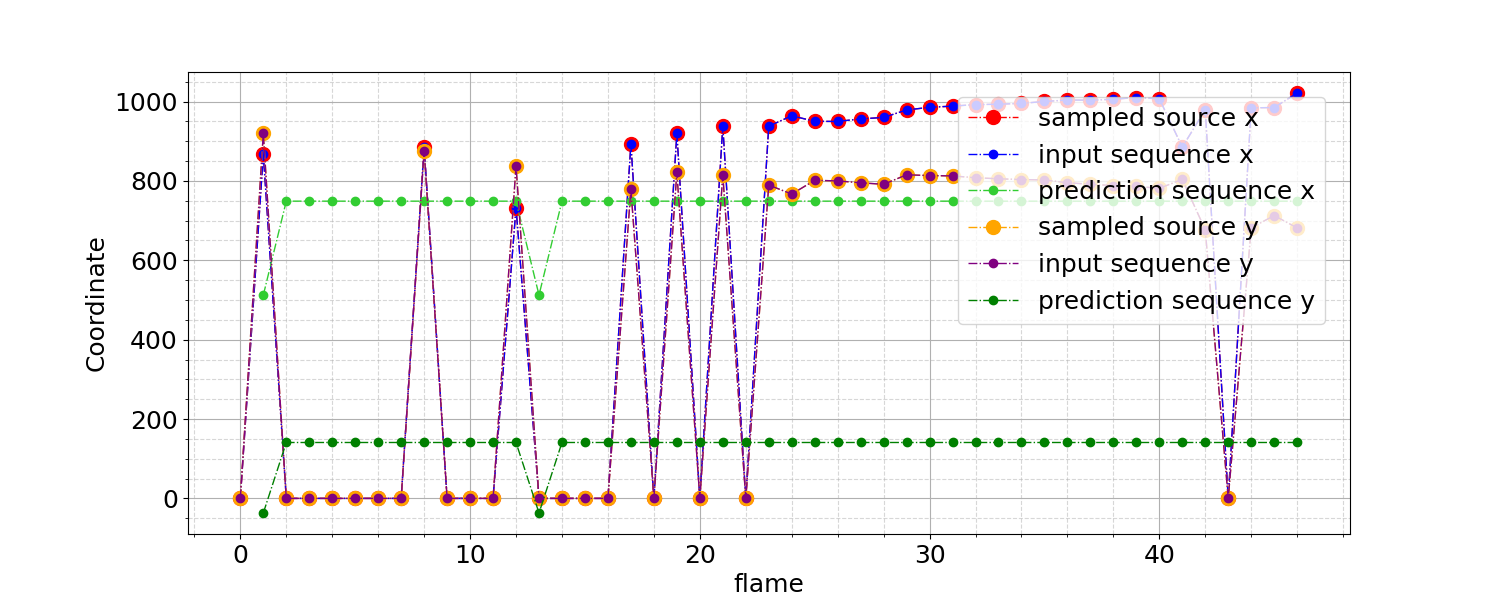 1000
800
600
400
200
0
Coordinate
sampled source x
input sequence x
prediction sequence x
sampled source y
input sequence y
prediction sequence y
0 10 20 30 40
flame